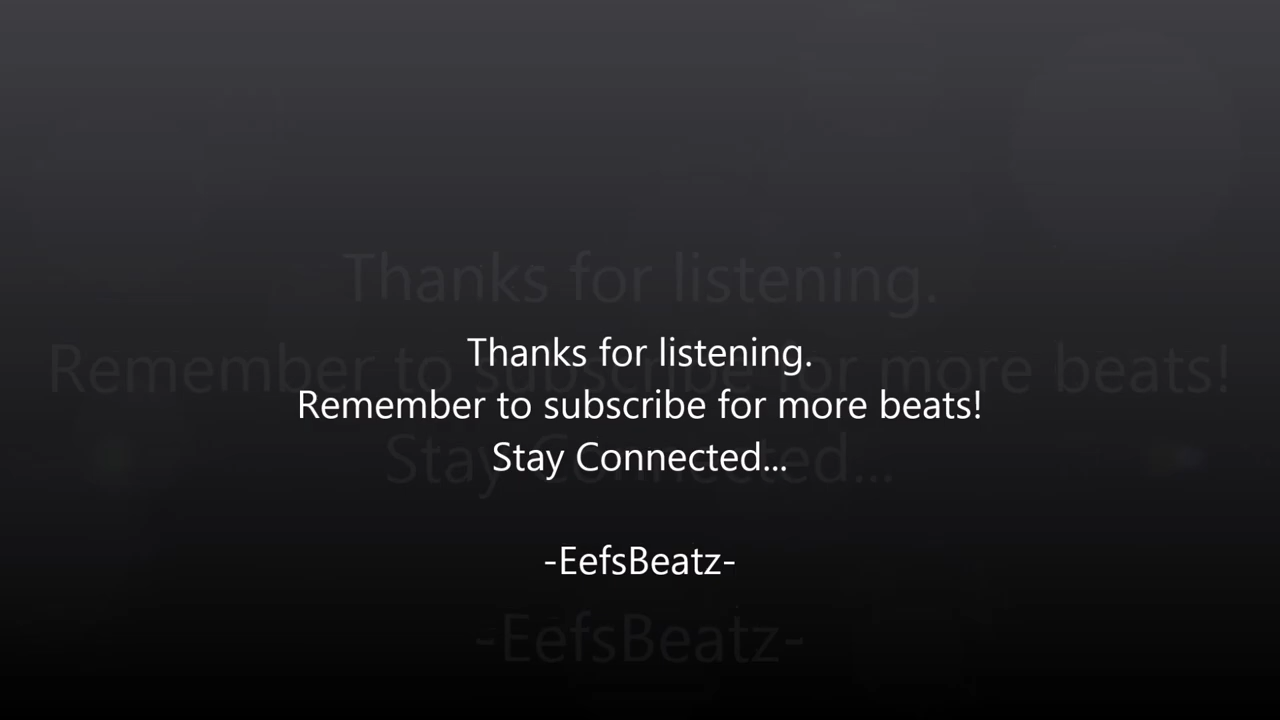 Thanks for listening.
Remember to subscribe for more beats!
Stay Connected...
-EefsBeatz-